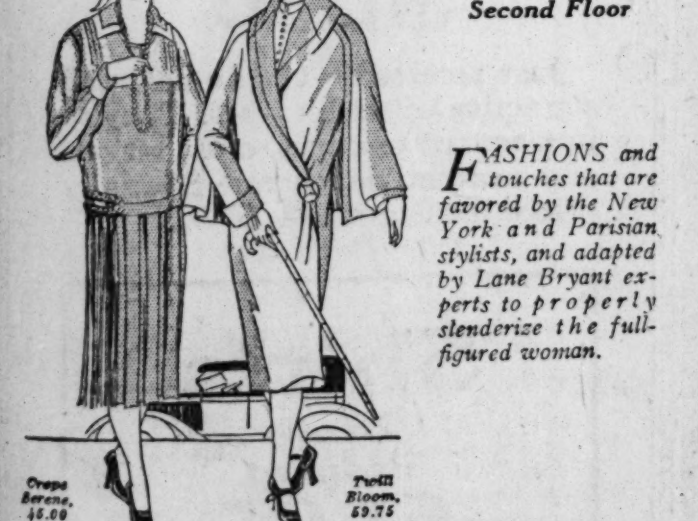 Second Floor
FASHIONS and
touches that are
favored by the New
York and Parisian
stylists, and adapted
by Lane Bryant ex-
perts to properly
slenderize the full-
figured woman.
Crepe
Serene,
45.00
Twill
Bloom,
59.75